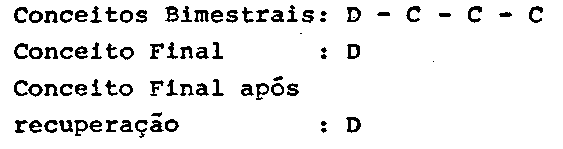 Conceitos Bimestrais: D - C - C - C
Conceito Final : D
Conceito Final após
recuperação : D